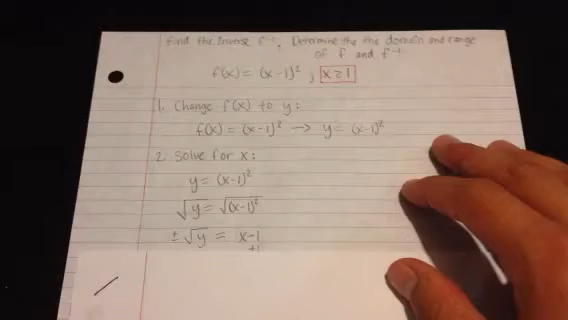 Find the Inverse f⁻¹. Determine the the domain and range
of f and f⁻¹
f(x) = (x-1)² ; x≥1
1. Change f(x) to y:
f(x) = (x-1)² → y = (x-1)²
2. Solve for x:
y = (x-1)²
√y = √(x-1)²
± √y = x-1
+1